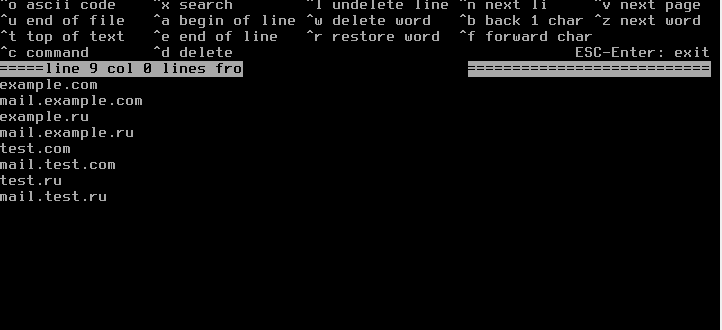 ^o ascii code ^x search ^l undelete line ^n next li ^v next page
^u end of file ^a begin of line ^w delete word ^b back 1 char ^z next word
^t top of text ^e end of line ^r restore word ^f forward char
^c command ^d delete ESC-Enter: exit
=====line 9 col 0 lines fro ===============================
example.com
mail.example.com
example.ru
mail.example.ru
test.com
mail.test.com
test.ru
mail.test.ru